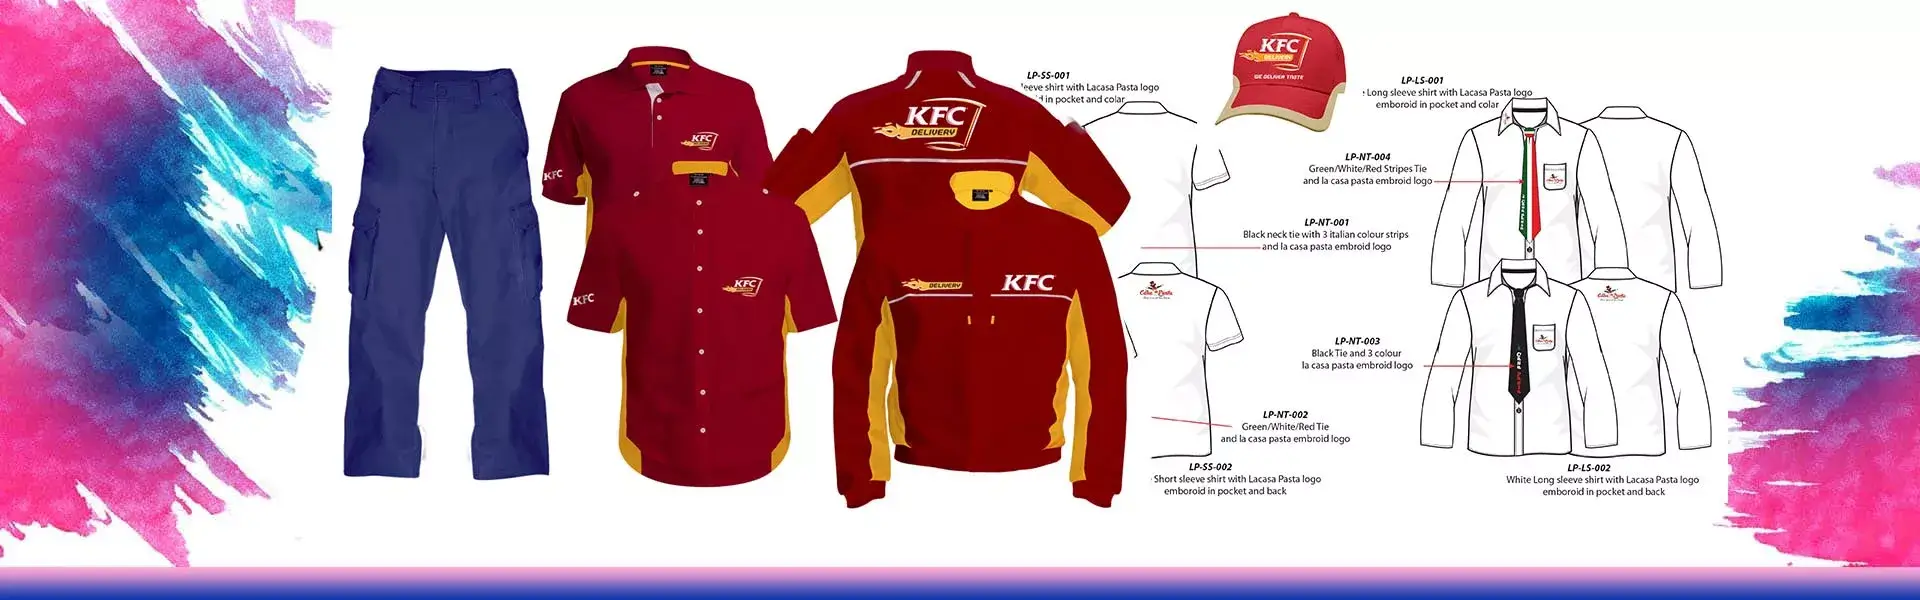 KFC
DELIVERY
KFC
KFC
DELIVERY
KFC
KFC
DELIVERY
DELIVERY
KFC
LP-SS-001
leeve shirt with Lacasa Pasta logo
id in pocket and colar
KFC
DELIVERY
WE DELIVER TASTE
LP-LS-001
e Long sleeve shirt with Lacasa Pasta logo
emboroid in pocket and colar
LP-NT-004
Green/White/Red Stripes Tie
and la casa pasta embroid logo
LP-NT-001
Black neck tie with 3 italian colour strips
and la casa pasta embroid logo
LP-NT-003
Black Tie and 3 colour
la casa pasta embroid logo
LP-NT-002
Green/White/Red Tie
and la casa pasta embroid logo
LP-SS-002
Short sleeve shirt with Lacasa Pasta logo
emboroid in pocket and back
LP-LS-002
White Long sleeve shirt with Lacasa Pasta logo
emboroid in pocket and back